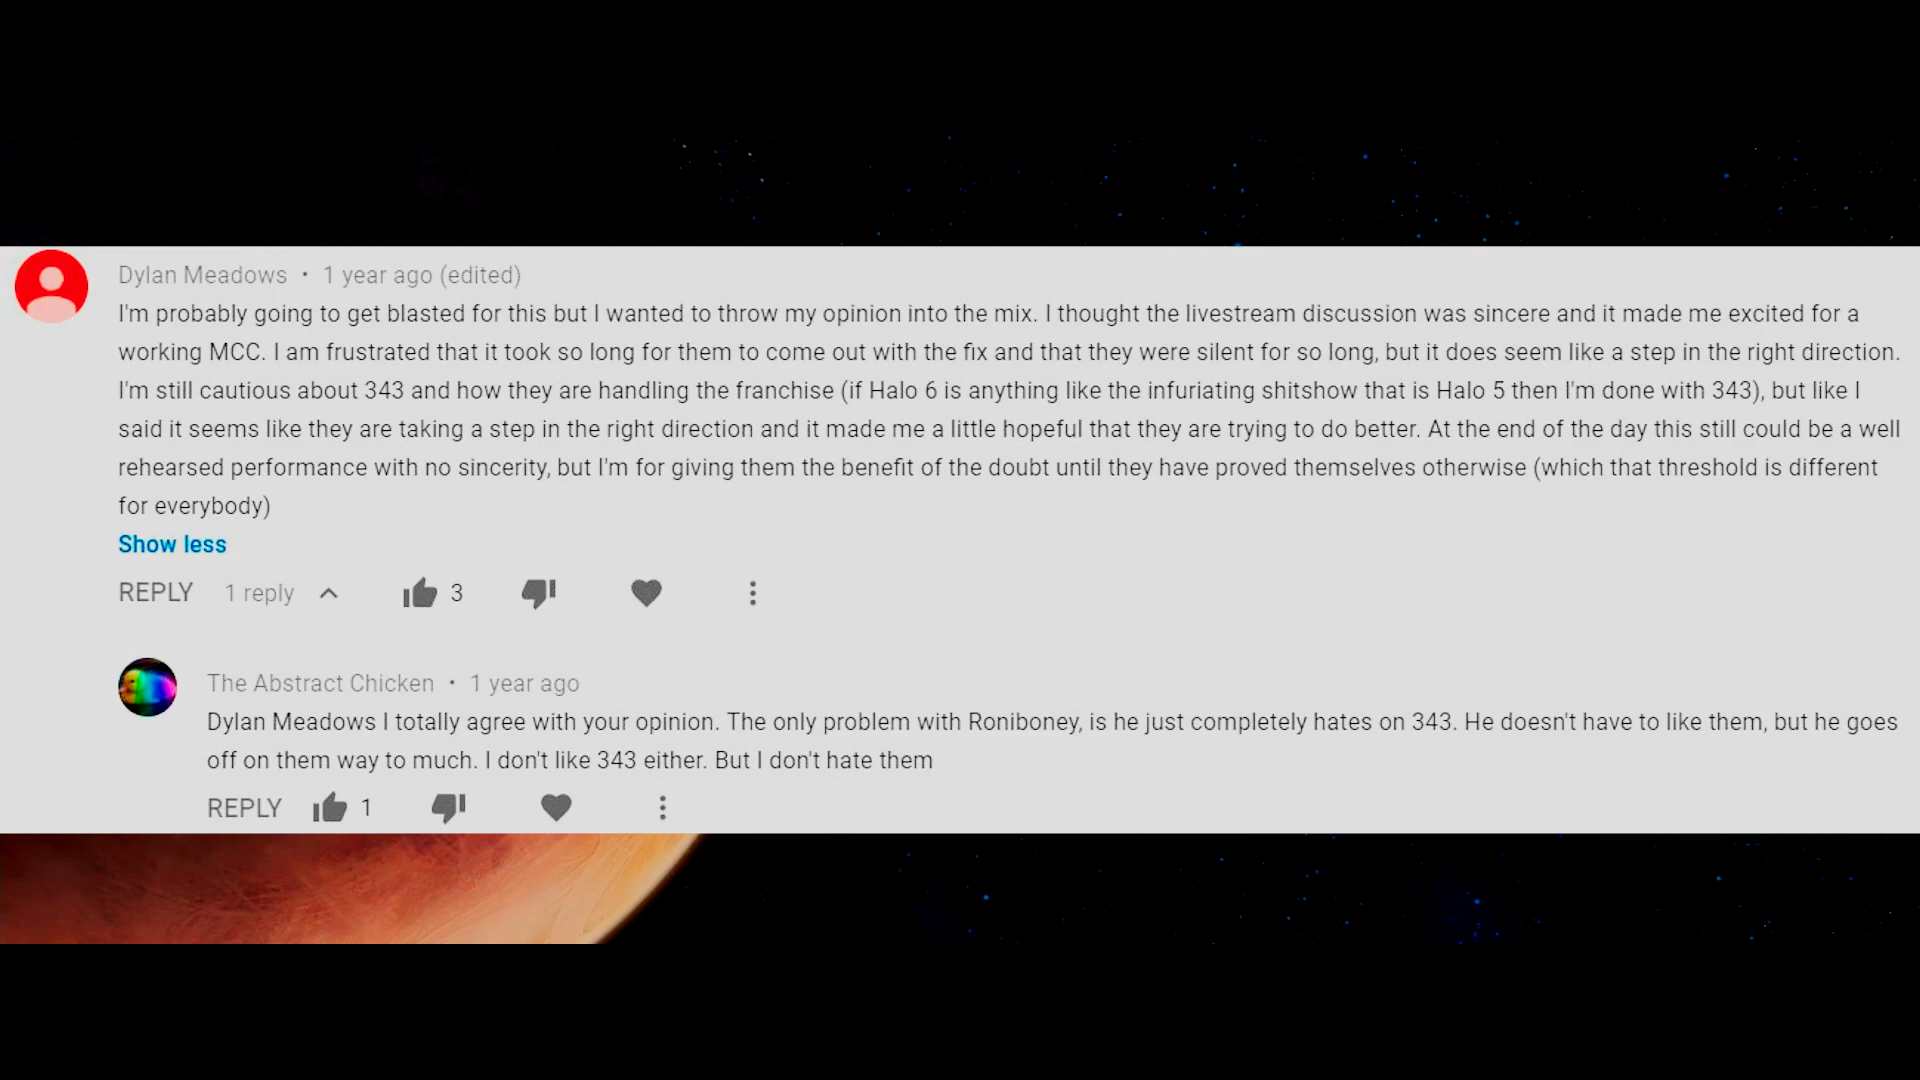 Dylan Meadows • 1 year ago (edited)
I'm probably going to get blasted for this but I wanted to throw my opinion into the mix. I thought the livestream discussion was sincere and it made me excited for a
working MCC. I am frustrated that it took so long for them to come out with the fix and that they were silent for so long, but it does seem like a step in the right direction.
I'm still cautious about 343 and how they are handling the franchise (if Halo 6 is anything like the infuriating shitshow that is Halo 5 then I'm done with 343), but like I
said it seems like they are taking a step in the right direction and it made me a little hopeful that they are trying to do better. At the end of the day this still could be a well
rehearsed performance with no sincerity, but I'm for giving them the benefit of the doubt until they have proved themselves otherwise (which that threshold is different
for everybody)
Show less
REPLY 1 reply 3
The Abstract Chicken • 1 year ago
Dylan Meadows I totally agree with your opinion. The only problem with Roniboney, is he just completely hates on 343. He doesn't have to like them, but he goes
off on them way to much. I don't like 343 either. But I don't hate them
REPLY 1